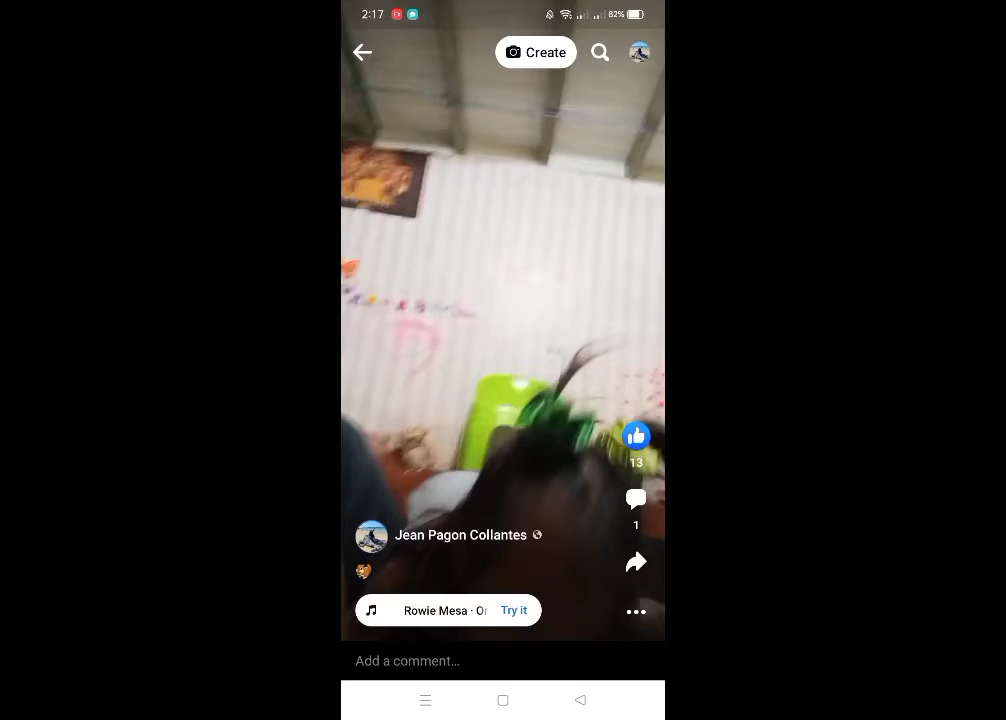 2:17
82%
Create
13
1
Jean Pagon Collantes
Rowie Mesa · Or
Try it
Add a comment...